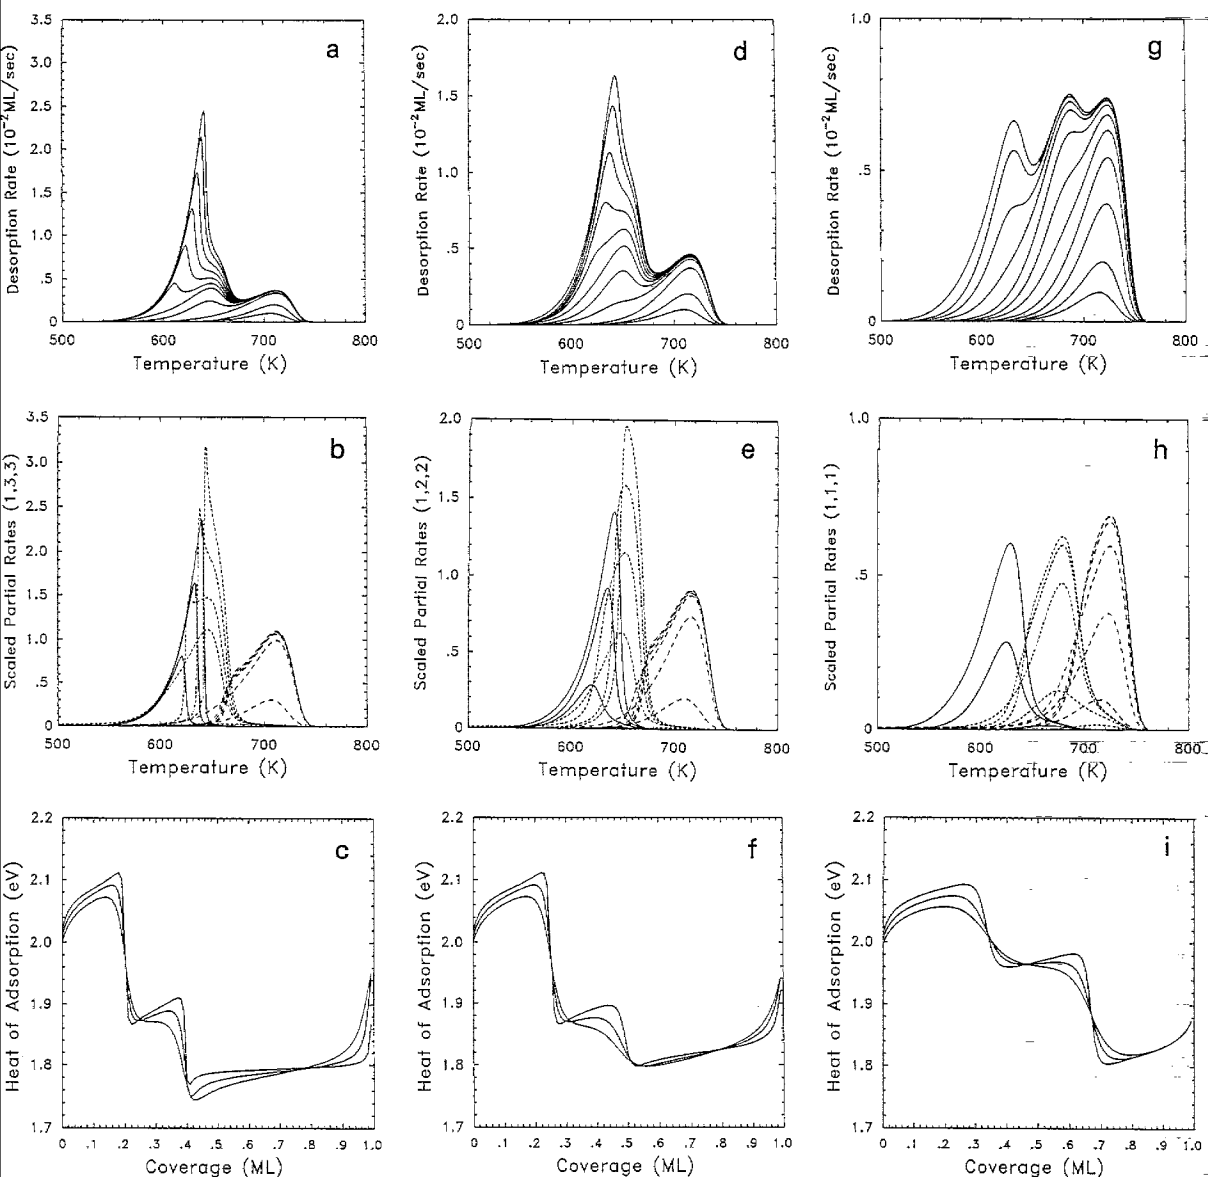 a
Desorption Rate (10⁻²ML/sec)
3.5
3.0
2.5
2.0
1.5
1.0
.5
0
500 600 700 800
Temperature (K)
d
Desorption Rate (10⁻²ML/sec)
2.0
1.5
1.0
.5
0
500 600 700 800
Temperature (K)
g
Desorption Rate (10⁻²ML/sec)
1.0
.5
0
500 600 700 800
Temperature (K)
b
Scaled Partial Rates (1,3,3)
3.5
3.0
2.5
2.0
1.5
1.0
.5
0
500 600 700 800
Temperature (K)
e
Scaled Partial Rates (1,2,2)
2.0
1.5
1.0
.5
0
500 600 700 800
Temperature (K)
h
Scaled Partial Rates (1,1,1)
1.0
.5
0
500 600 700 800
Temperature (K)
c
Heat of Adsorption (eV)
2.2
2.1
2.0
1.9
1.8
1.7
0 .1 .2 .3 .4 .5 .6 .7 .8 .9 1.0
Coverage (ML)
f
Heat of Adsorption (eV)
2.2
2.1
2.0
1.9
1.8
1.7
0 .1 .2 .3 .4 .5 .6 .7 .8 .9 1.0
Coverage (ML)
i
Heat of Adsorption (eV)
2.2
2.1
2.0
1.9
1.8
1.7
0 .1 .2 .3 .4 .5 .6 .7 .8 .9 1.0
Coverage (ML)